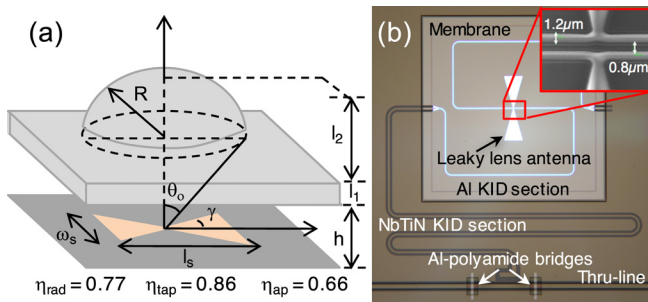 (a)
R
l₂
θₒ
l₁
γ
ωₛ
h
lₛ
ηrad = 0.77 ηtap = 0.86 ηap = 0.66
(b)
Membrane
1.2μm
0.8μm
Leaky lens antenna
Al KID section
NbTiN KID section
Al-polyamide bridges
Thru-line